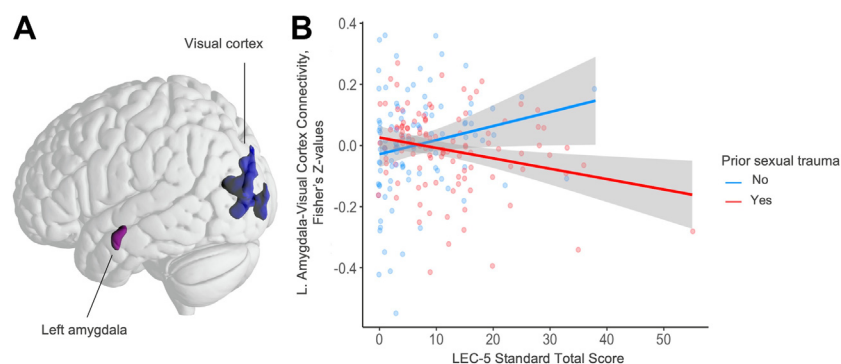 A
Visual cortex
Left amygdala
B
L. Amygdala-Visual Cortex Connectivity,
Fisher's Z-values
0.4
0.2
0.0
-0.2
-0.4
0
10
20
30
40
50
LEC-5 Standard Total Score
Prior sexual trauma
No
Yes